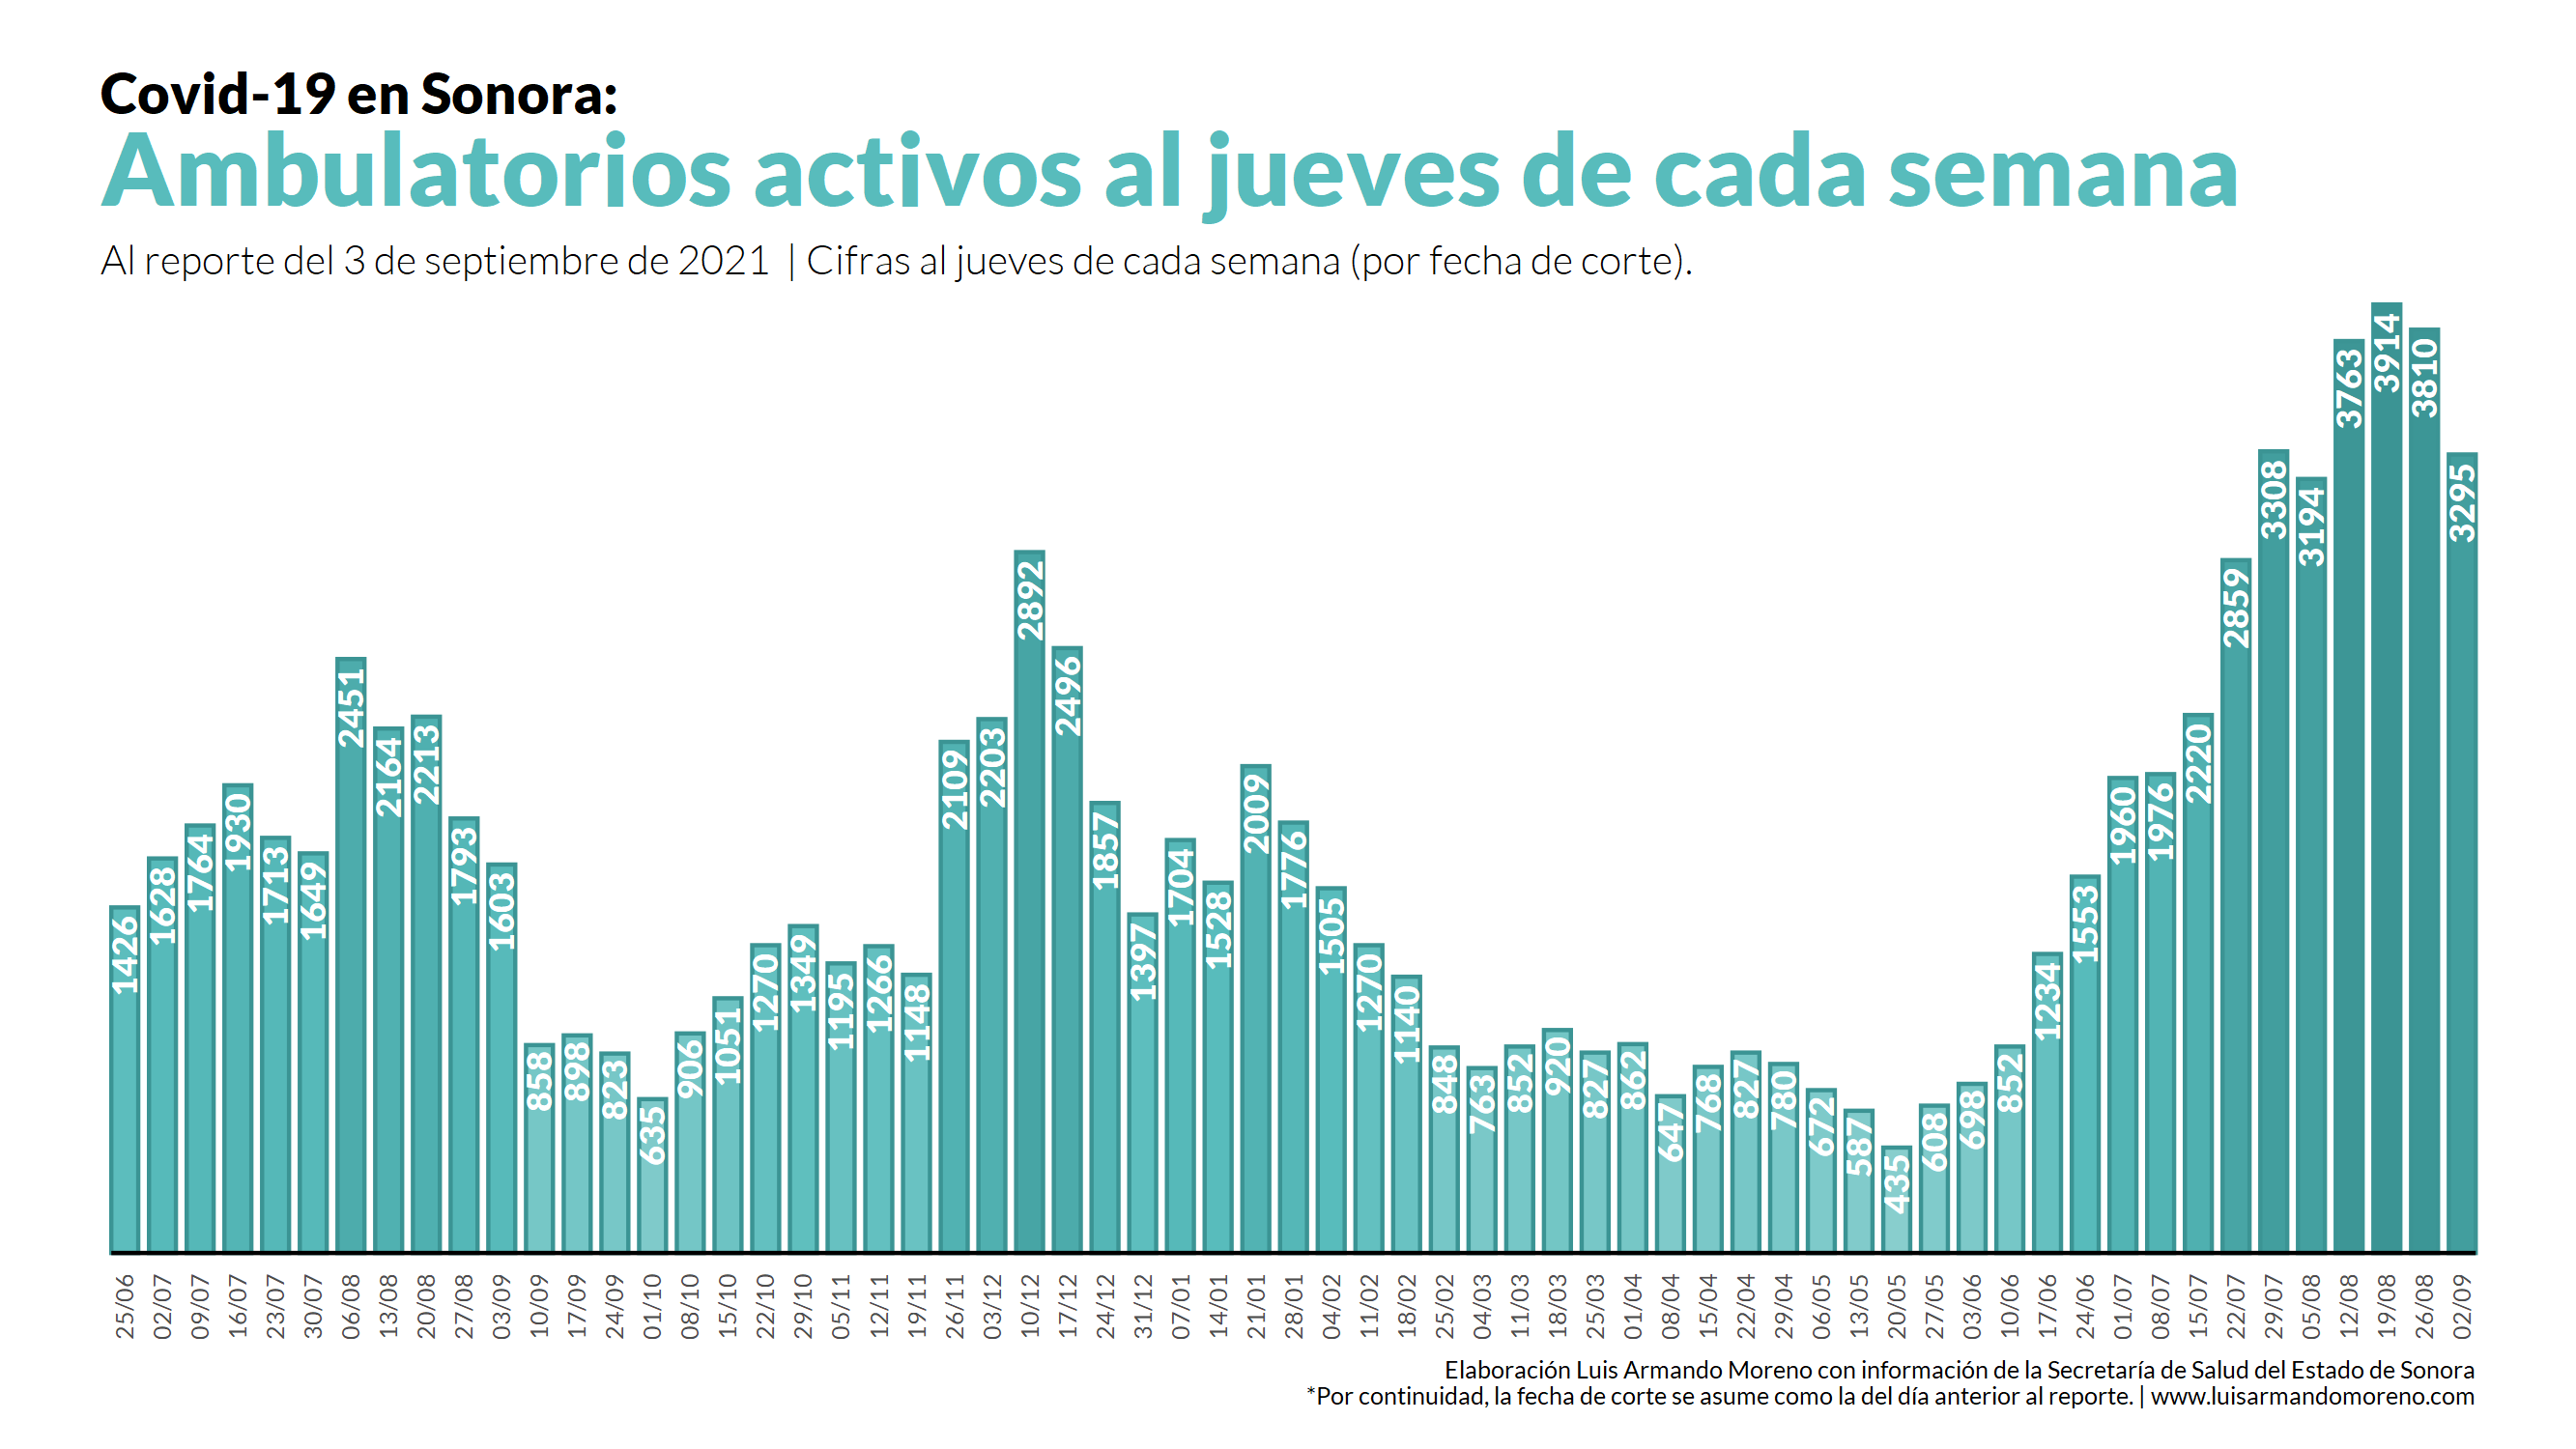 Covid-19 en Sonora:
Ambulatorios activos al jueves de cada semana
Al reporte del 3 de septiembre de 2021 | Cifras al jueves de cada semana (por fecha de corte).
1426 1628 1764 1930 1713 1649 2451 2164 2213 1793 1603 858 898 823 635 906 1051 1270 1349 1195 1266 1148 2109 2203 2892 2496 1857 1397 1704 1528 2009 1776 1505 1270 1140 848 763 852 920 827 862 647 768 827 780 672 587 435 608 698 852 1234 1553 1960 1976 2220 2859 3308 3194 3763 3914 3810 3295
25/06 02/07 09/07 16/07 23/07 30/07 06/08 13/08 20/08 27/08 03/09 10/09 17/09 24/09 01/10 08/10 15/10 22/10 29/10 05/11 12/11 19/11 26/11 03/12 10/12 17/12 24/12 31/12 07/01 14/01 21/01 28/01 04/02 11/02 18/02 25/02 04/03 11/03 18/03 25/03 01/04 08/04 15/04 22/04 29/04 06/05 13/05 20/05 27/05 03/06 10/06 17/06 24/06 01/07 08/07 15/07 22/07 29/07 05/08 12/08 19/08 26/08 02/09
Elaboración Luis Armando Moreno con información de la Secretaría de Salud del Estado de Sonora
*Por continuidad, la fecha de corte se asume como la del día anterior al reporte. | www.luisarmandomoreno.com